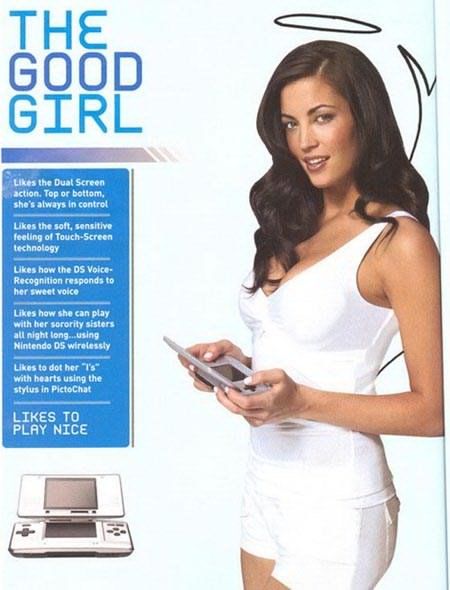 THE
GOOD
GIRL
Likes the Dual Screen
action. Top or bottom,
she's always in control
Likes the soft, sensitive
feeling of Touch-Screen
technology
Likes how the DS Voice-
Recognition responds to
her sweet voice
Likes how she can play
with her sorority sisters
all night long...using
Nintendo DS wirelessly
Likes to dot her "I's"
with hearts using the
stylus in PictoChat
LIKES TO
PLAY NICE